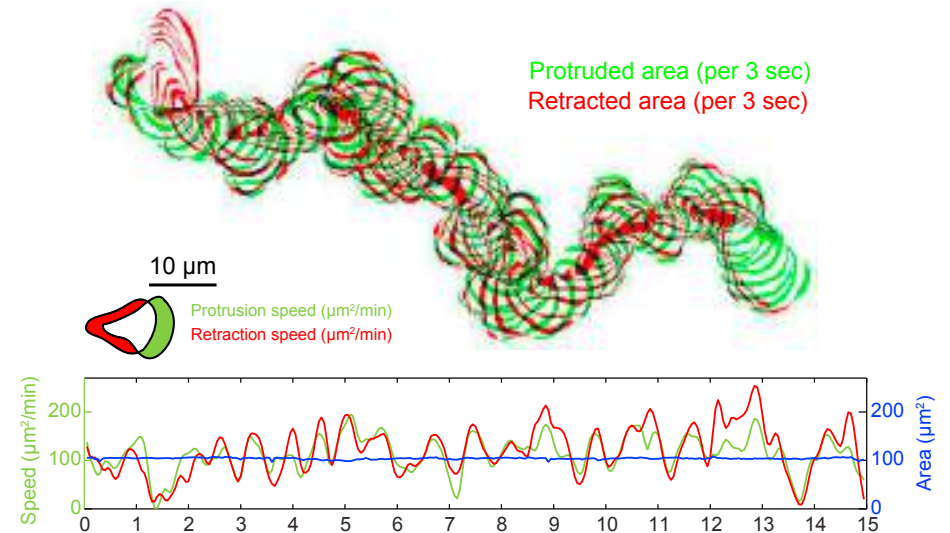 Protruded area (per 3 sec)
Retracted area (per 3 sec)
10 µm
Protrusion speed (µm²/min)
Retraction speed (µm²/min)
Speed (µm²/min)
200
100
0
200
100
0
Area (µm²)
0 1 2 3 4 5 6 7 8 9 10 11 12 13 14 15